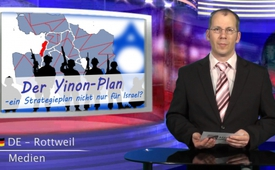 Der Yinon-Plan
-ein Strategieplan nicht nur für Israel?
DE – Rottweil
Medien